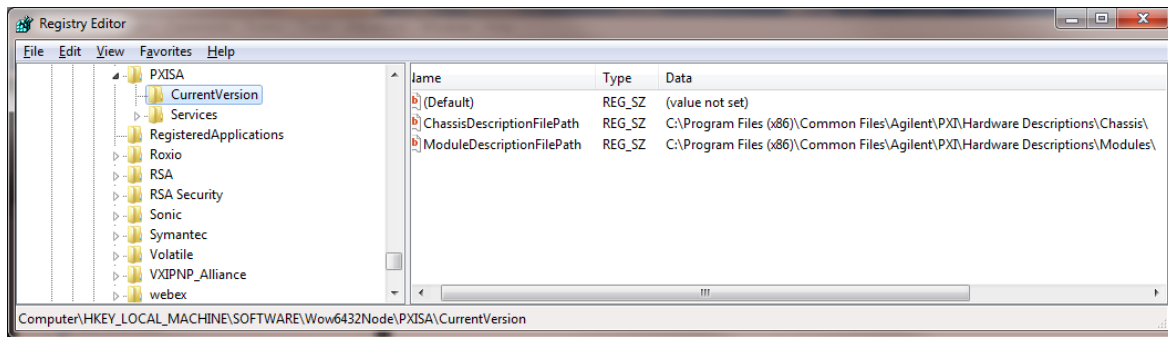 Registry Editor
File Edit View Favorites Help
PXISA
CurrentVersion
Services
RegisteredApplications
Roxio
RSA
RSA Security
Sonic
Symantec
Volatile
VXIPNP_Alliance
webex
Name Type Data
(Default) REG_SZ (value not set)
ChassisDescriptionFilePath REG_SZ C:\Program Files (x86)\Common Files\Agilent\PXI\Hardware Descriptions\Chassis\
ModuleDescriptionFilePath REG_SZ C:\Program Files (x86)\Common Files\Agilent\PXI\Hardware Descriptions\Modules\
Computer\HKEY_LOCAL_MACHINE\SOFTWARE\Wow6432Node\PXISA\CurrentVersion